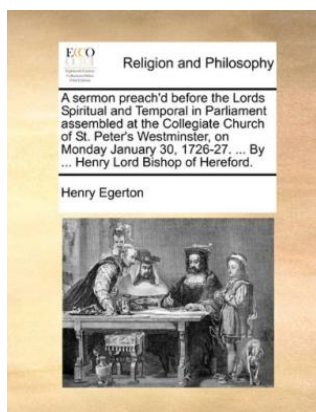 ECCO
Religion and Philosophy
A sermon preach'd before the Lords
Spiritual and Temporal in Parliament
assembled at the Collegiate Church
of St. Peter's Westminster, on
Monday January 30, 1726-27. ... By
... Henry Lord Bishop of Hereford.
Henry Egerton